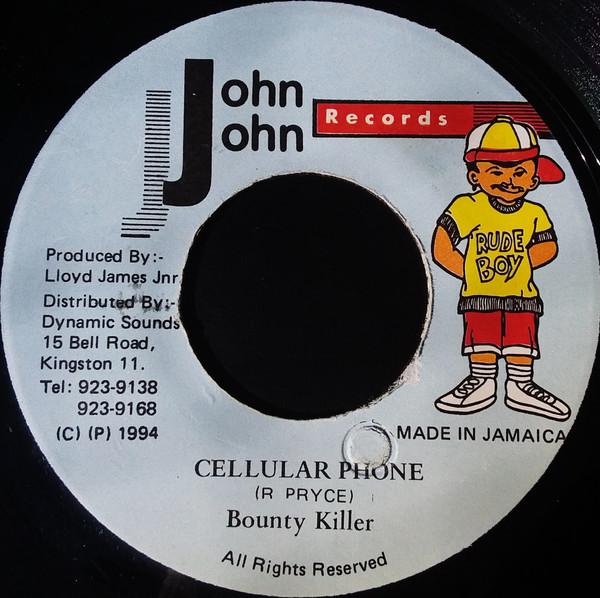 John
John
Records
RUDE
BOY
Produced By:-
Lloyd James Jnr
Distributed By:-
Dynamic Sounds
15 Bell Road,
Kingston 11.
Tel: 923-9138
923-9168
(C) (P) 1994
MADE IN JAMAICA
CELLULAR PHONE
(R PRYCE)
Bounty Killer
All Rights Reserved